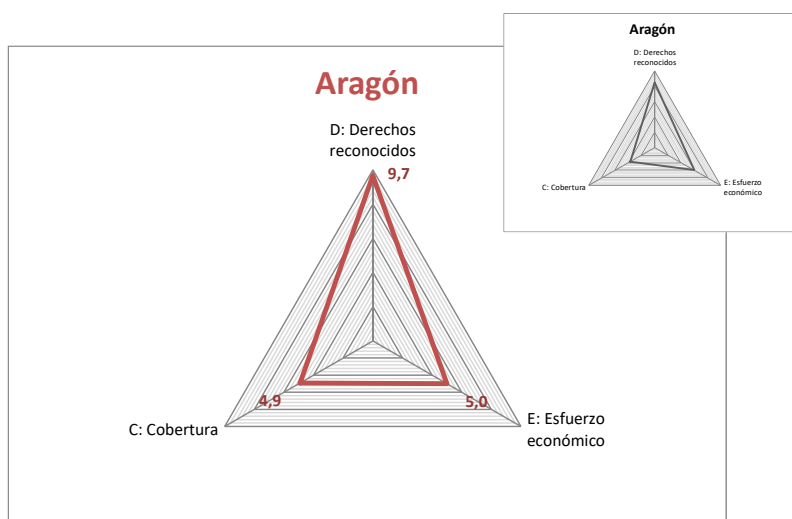 Aragón
D: Derechos
reconocidos
9,7
4,9
5,0
C: Cobertura
E: Esfuerzo
económico
Aragón
D: Derechos
reconocidos
C: Cobertura
E: Esfuerzo
económico